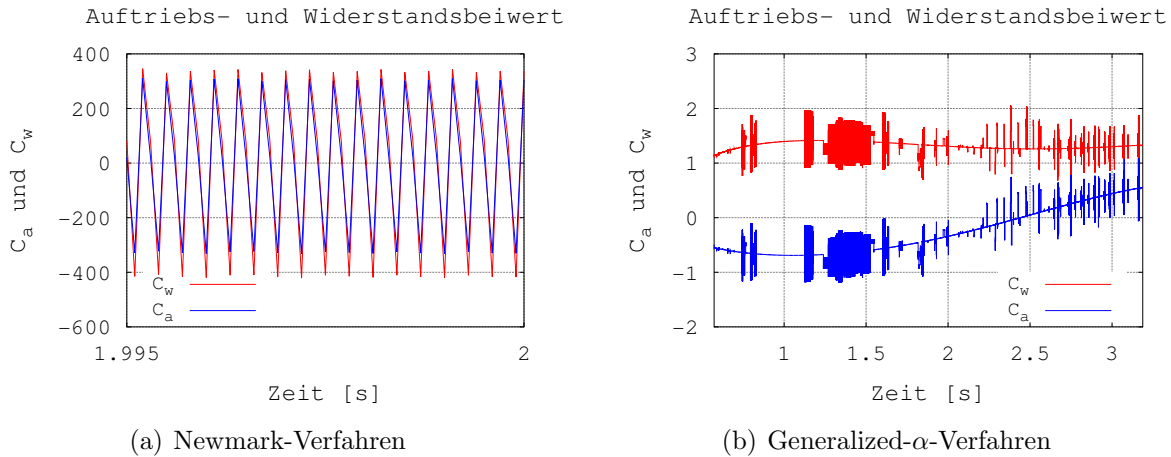 Auftriebs- und Widerstandsbeiwert
C_a und C_w
400
200
0
-200
-400
-600
C_w
C_a
1.995
2
Zeit [s]
(a) Newmark-Verfahren
Auftriebs- und Widerstandsbeiwert
C_a und C_w
3
2
1
0
-1
-2
C_w
C_a
1
1.5
2
2.5
3
Zeit [s]
(b) Generalized-α-Verfahren